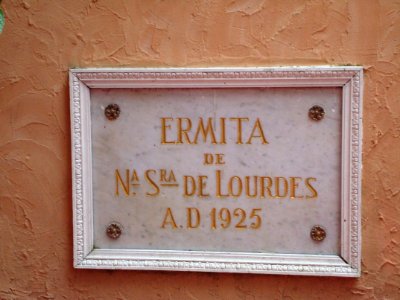 ERMITA
DE
Nᴬ Sᴿᴬ DE LOURDES
A.D 1925